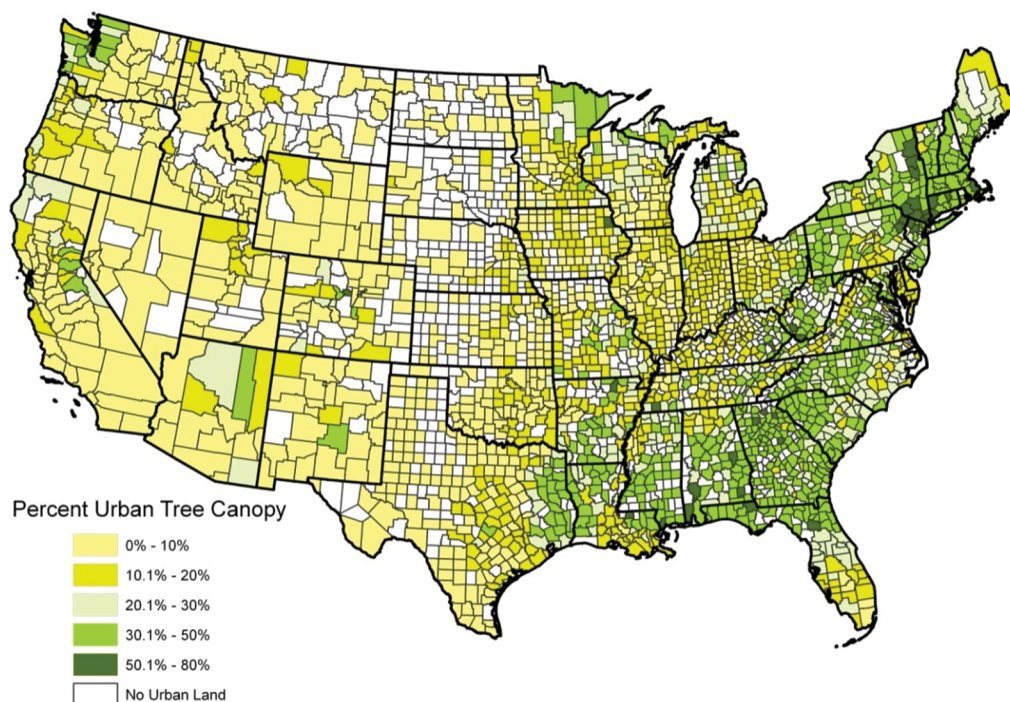 Percent Urban Tree Canopy
0% - 10%
10.1% - 20%
20.1% - 30%
30.1% - 50%
50.1% - 80%
No Urban Land